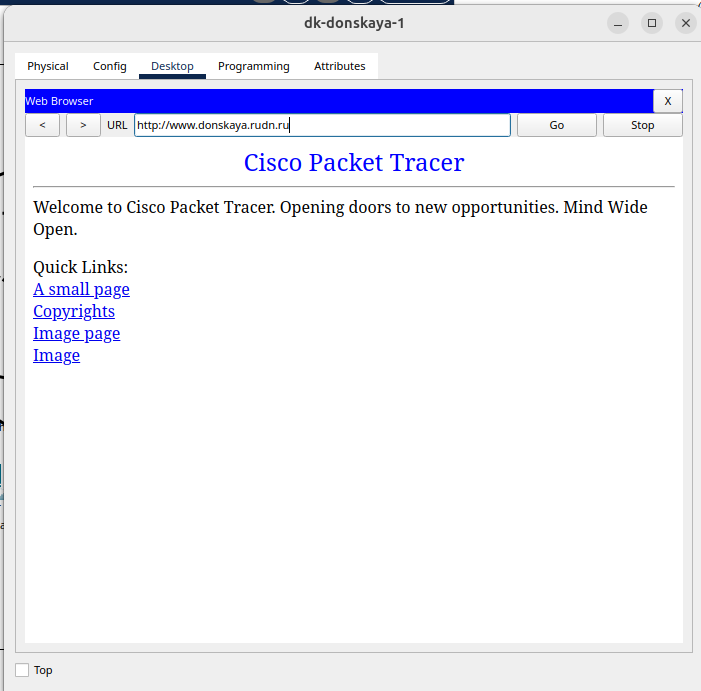 dk-donskaya-1
Physical Config Desktop Programming Attributes
Web Browser X
< > URL http://www.donskaya.rudn.ru Go Stop
Cisco Packet Tracer
Welcome to Cisco Packet Tracer. Opening doors to new opportunities. Mind Wide
Open.
Quick Links:
A small page
Copyrights
Image page
Image
Top